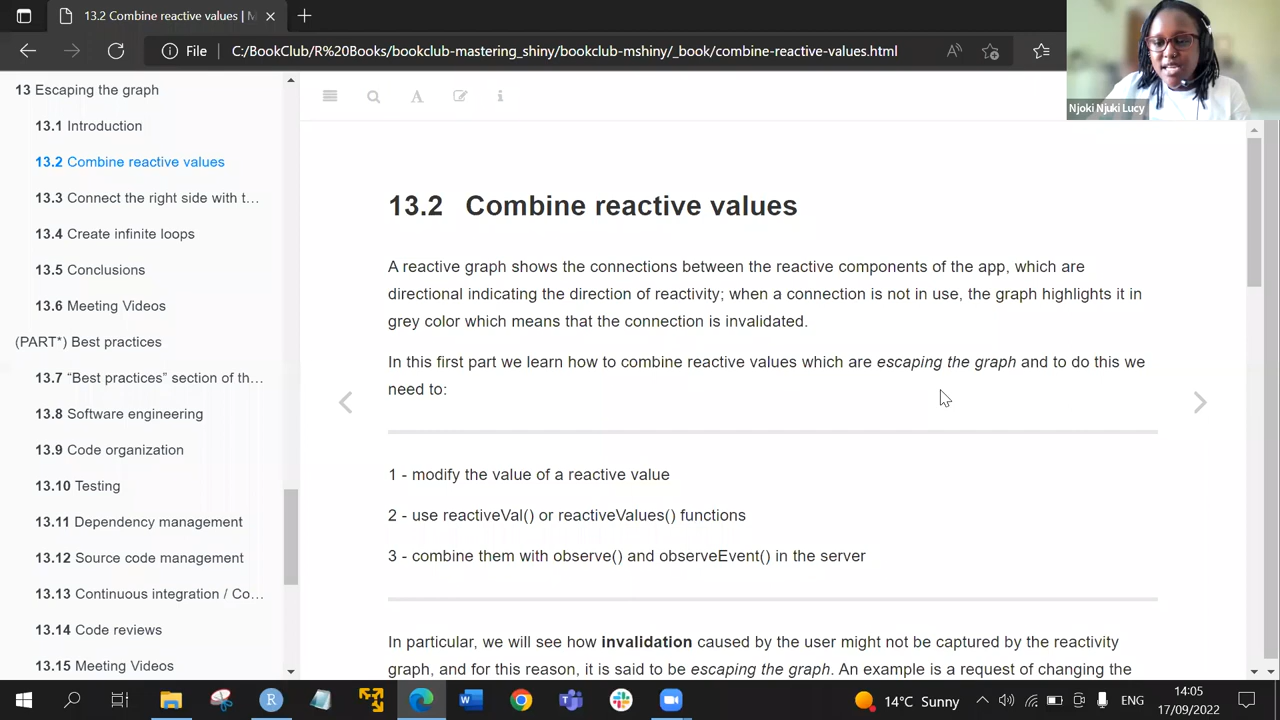 13.2 Combine reactive values | M
File
C:/BookClub/R%20Books/bookclub-mastering_shiny/bookclub-mshiny/_book/combine-reactive-values.html
Njoki Njuki Lucy
13 Escaping the graph
13.1 Introduction
13.2 Combine reactive values
13.3 Connect the right side with t...
13.4 Create infinite loops
13.5 Conclusions
13.6 Meeting Videos
(PART*) Best practices
13.7 “Best practices” section of th...
13.8 Software engineering
13.9 Code organization
13.10 Testing
13.11 Dependency management
13.12 Source code management
13.13 Continuous integration / Co...
13.14 Code reviews
13.15 Meeting Videos
13.2 Combine reactive values
A reactive graph shows the connections between the reactive components of the app, which are
directional indicating the direction of reactivity; when a connection is not in use, the graph highlights it in
grey color which means that the connection is invalidated.
In this first part we learn how to combine reactive values which are escaping the graph and to do this we
need to:
1 - modify the value of a reactive value
2 - use reactiveVal() or reactiveValues() functions
3 - combine them with observe() and observeEvent() in the server
In particular, we will see how invalidation caused by the user might not be captured by the reactivity
graph, and for this reason, it is said to be escaping the graph. An example is a request of changing the
14°C Sunny
ENG
14:05
17/09/2022